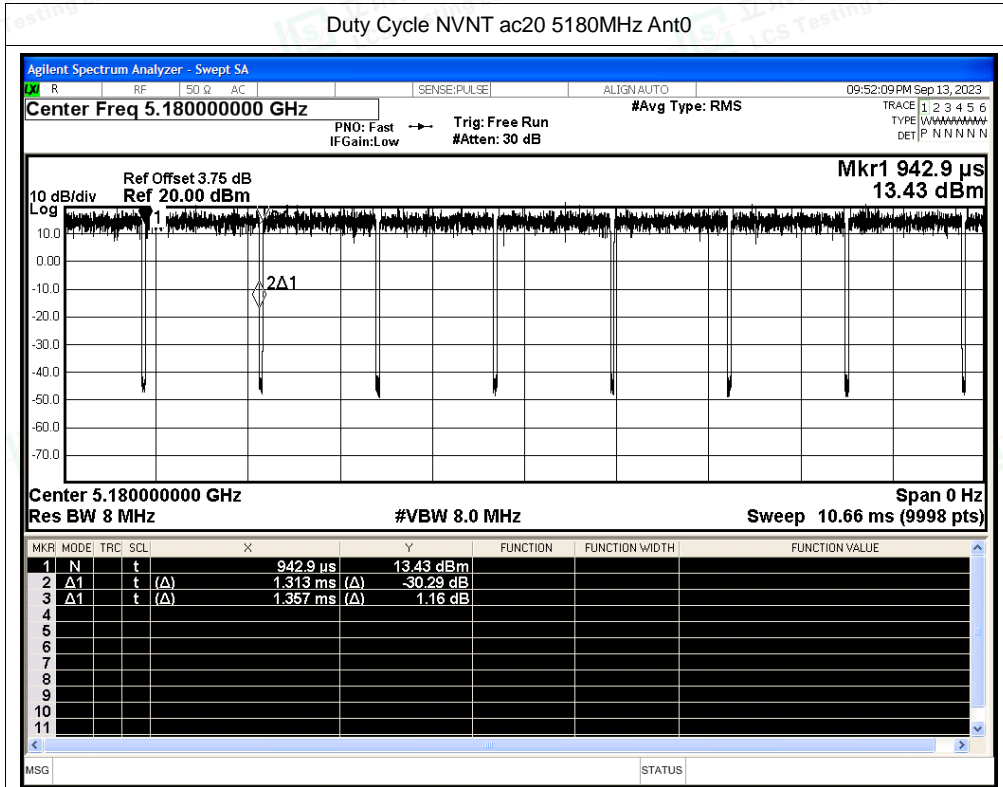 Duty Cycle NVNT ac20 5180MHz Ant0
Agilent Spectrum Analyzer - Swept SA
LXI R RF 50 Ω AC SENSE:PULSE ALIGN AUTO 09:52:09 PM Sep 13, 2023
Center Freq 5.180000000 GHz #Avg Type: RMS TRACE 1 2 3 4 5 6
PNO: Fast Trig: Free Run TYPE WWWWWW
IFGain:Low #Atten: 30 dB DET P N N N N N
Mkr1 942.9 µs
Ref Offset 3.75 dB
10 dB/div Ref 20.00 dBm 13.43 dBm
Log
1
10.0
0.00
2Δ1
-10.0
-20.0
-30.0
-40.0
-50.0
-60.0
-70.0
Center 5.180000000 GHz Span 0 Hz
Res BW 8 MHz #VBW 8.0 MHz Sweep 10.66 ms (9998 pts)
MKR MODE TRC SCL X Y FUNCTION FUNCTION WIDTH FUNCTION VALUE
1 N t 942.9 µs 13.43 dBm
2 Δ1 t (Δ) 1.313 ms (Δ) -30.29 dB
3 Δ1 t (Δ) 1.357 ms (Δ) 1.16 dB
4
5
6
7
8
9
10
11
MSG STATUS